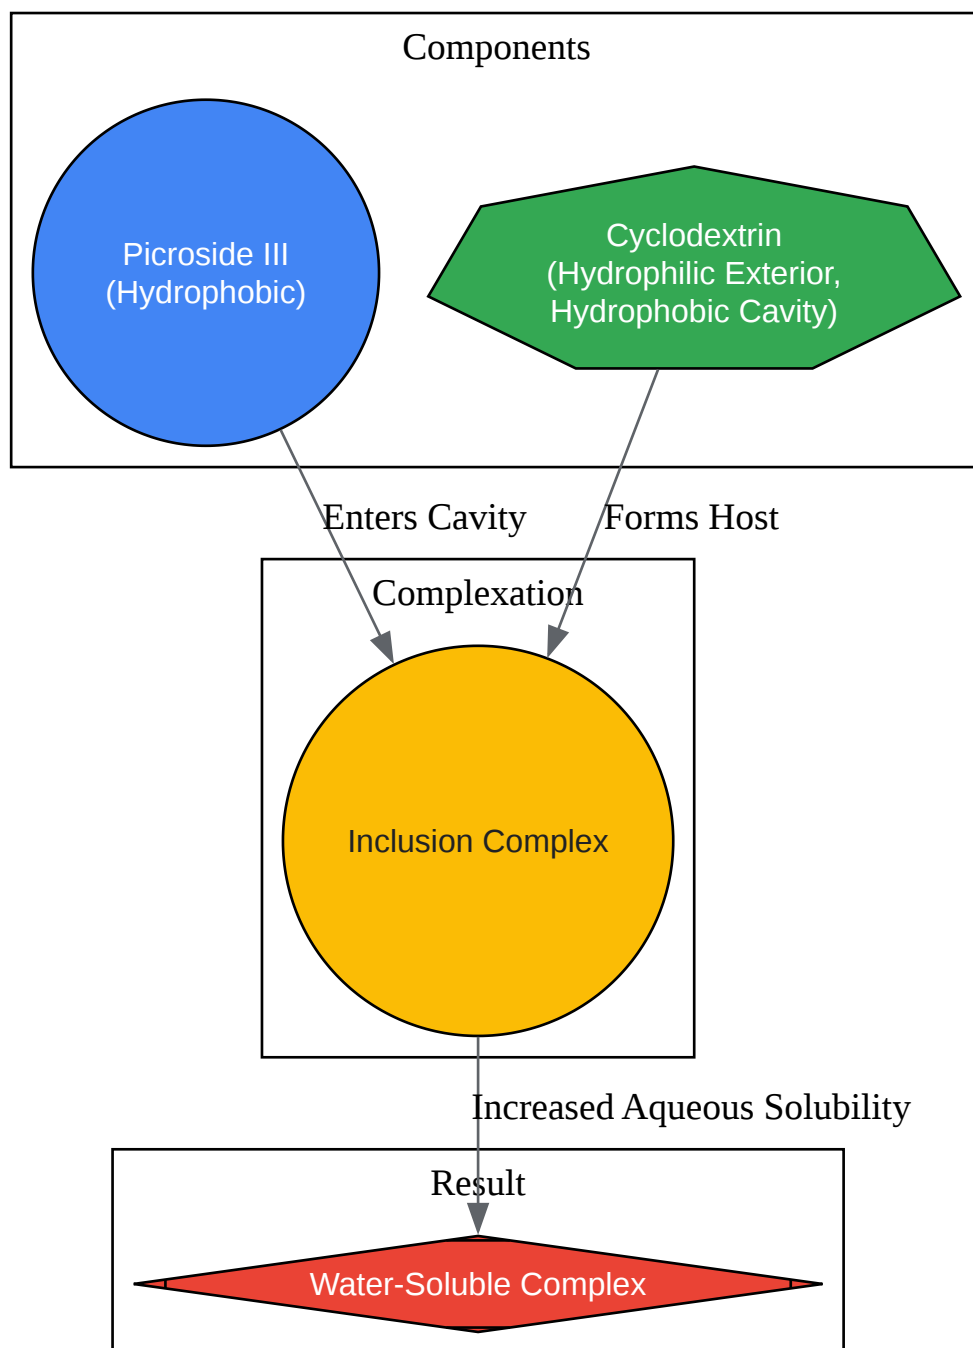 Components
Picroside III
(Hydrophobic)
Cyclodextrin
(Hydrophilic Exterior,
Hydrophobic Cavity)
Enters Cavity
Forms Host
Complexation
Inclusion Complex
Increased Aqueous Solubility
Result
Water-Soluble Complex